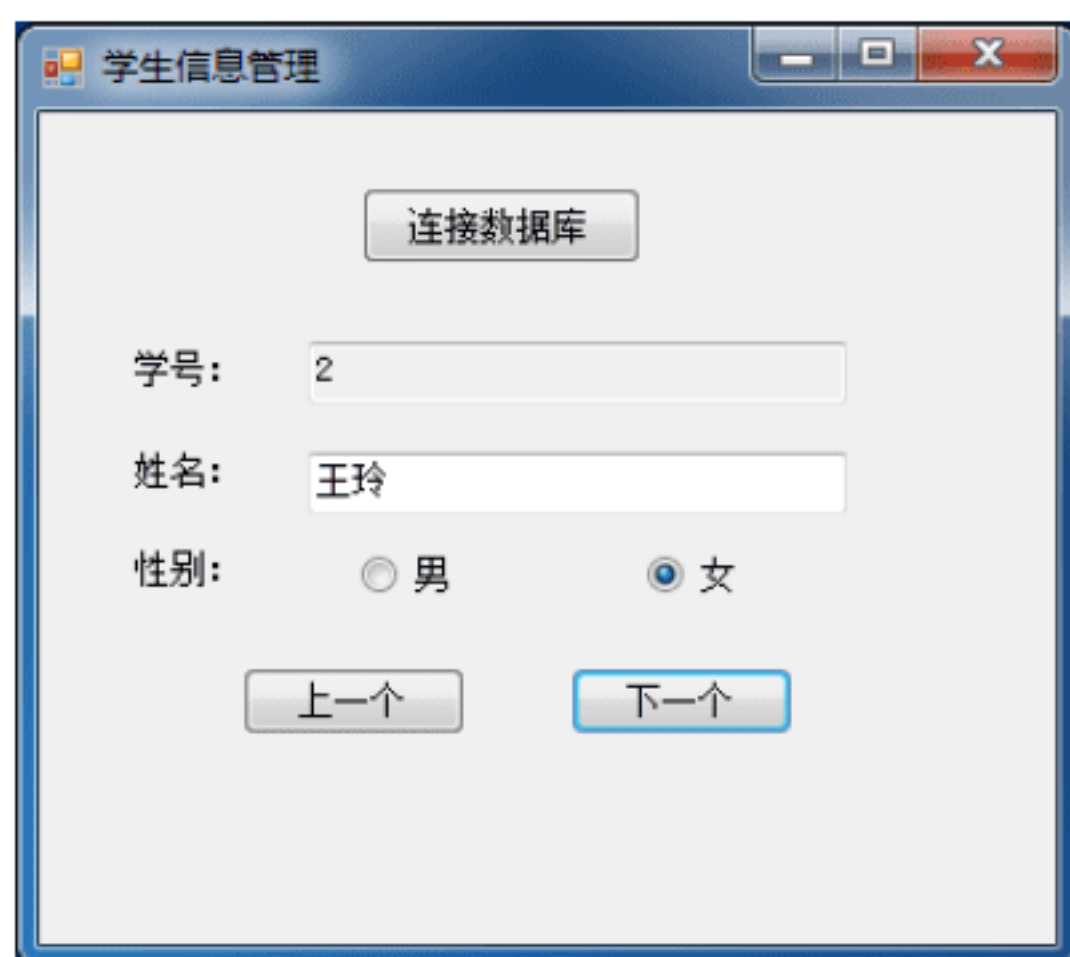 学生信息管理
连接数据库
学号: 2
姓名: 王玲
性别: 男 女
上一个 下一个